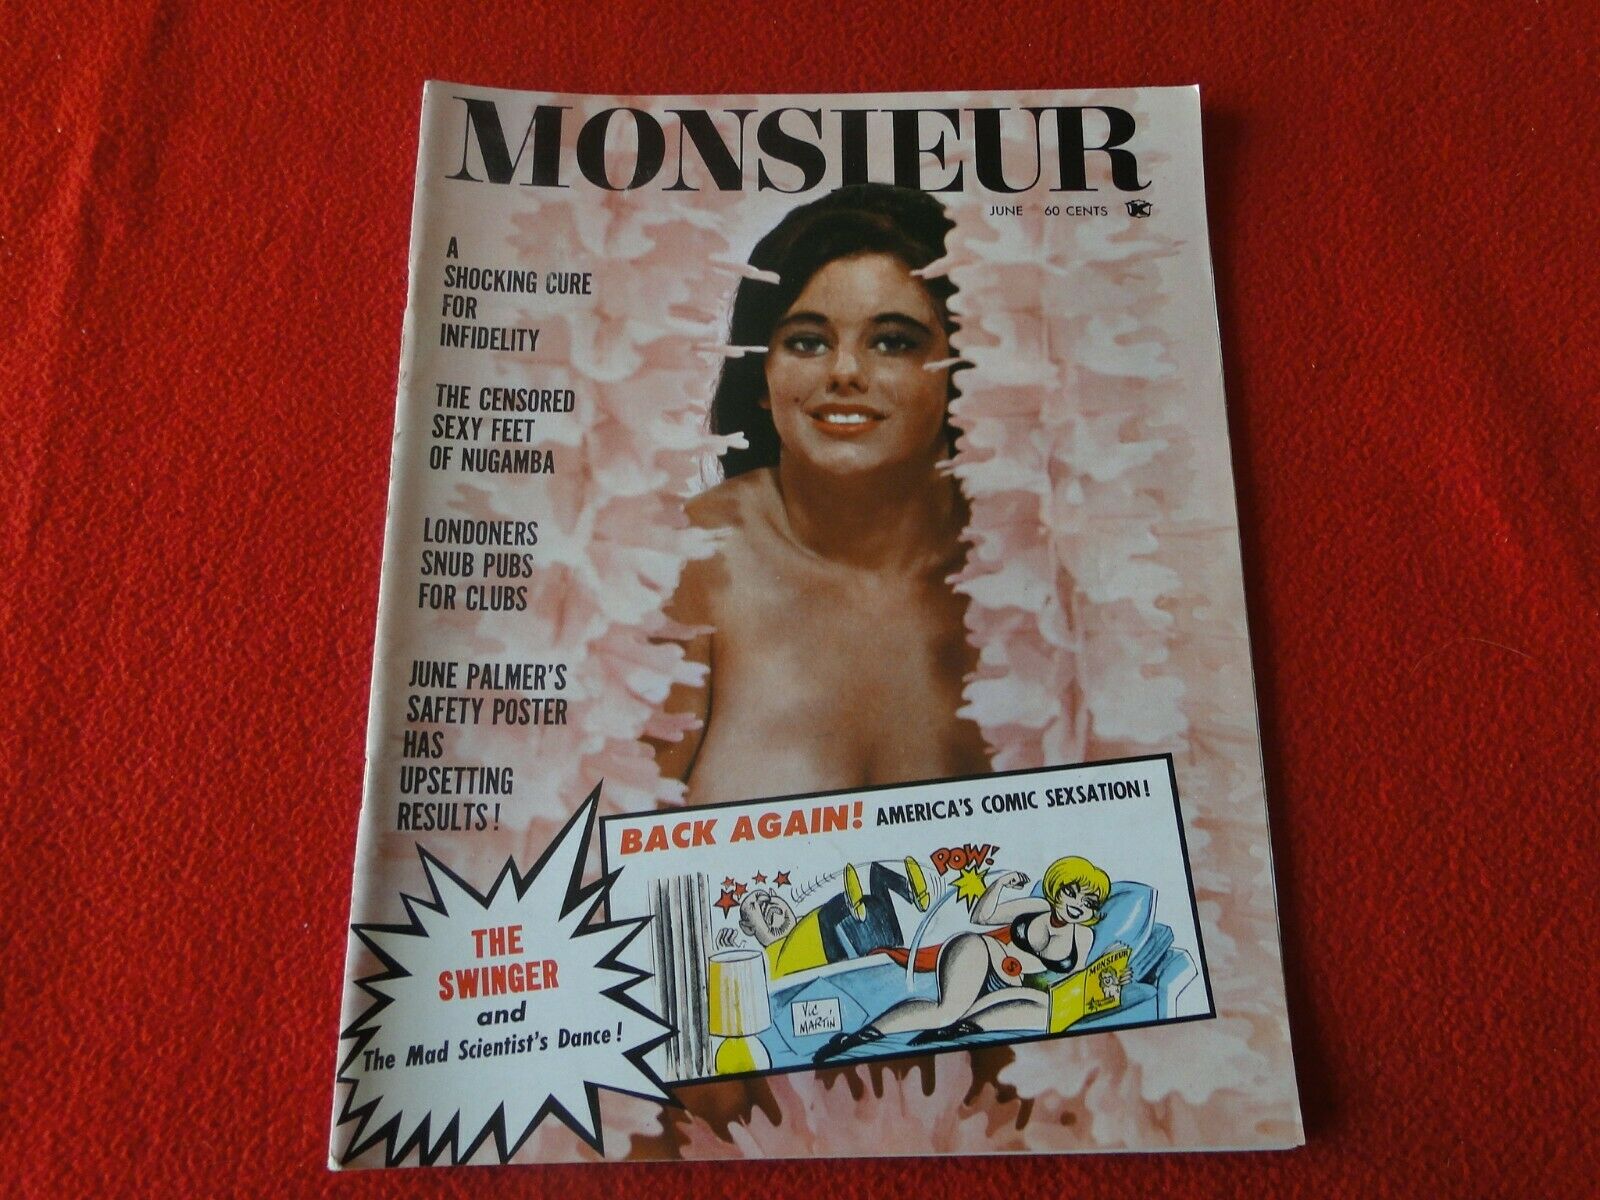 MONSIEUR
JUNE 60 CENTS K
A
SHOCKING CURE
FOR
INFIDELITY
THE CENSORED
SEXY FEET
OF NUGAMBA
LONDONERS
SNUB PUBS
FOR CLUBS
JUNE PALMER'S
SAFETY POSTER
HAS
UPSETTING
RESULTS!
BACK AGAIN! AMERICA'S COMIC SEXSATION!
POW!
S
MONSIEUR
VIC
MARTIN
THE
SWINGER
and
The Mad Scientist's Dance!